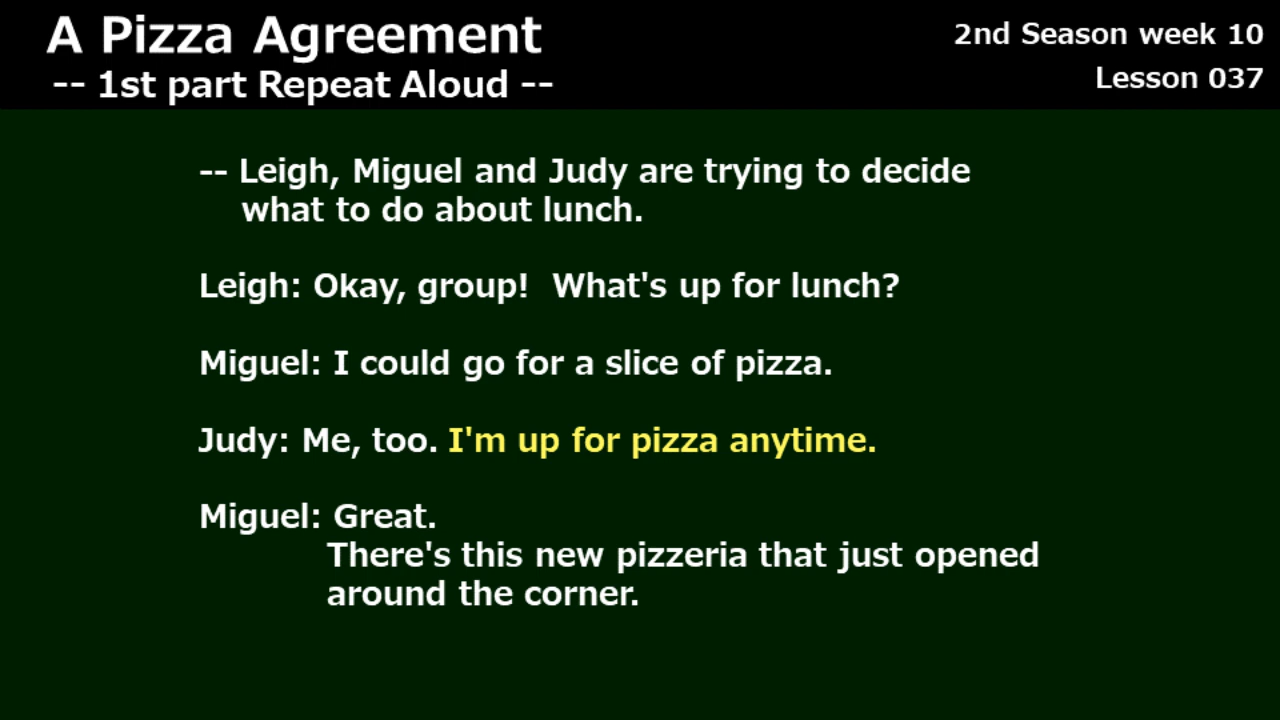 A Pizza Agreement
-- 1st part Repeat Aloud --
2nd Season week 10
Lesson 037
-- Leigh, Miguel and Judy are trying to decide
what to do about lunch.
Leigh: Okay, group!  What's up for lunch?
Miguel: I could go for a slice of pizza.
Judy: Me, too. I'm up for pizza anytime.
Miguel: Great.
There's this new pizzeria that just opened
around the corner.